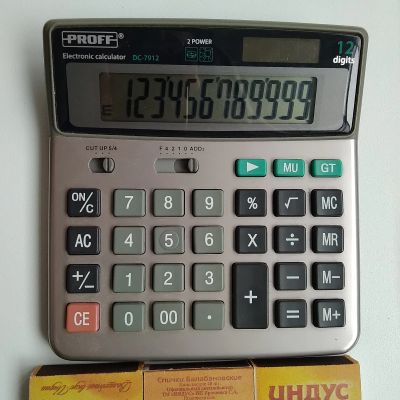 PROFF®
Electronic calculator DC-7912
2 POWER
12
digits
E 123456789999
CUT UP 5/4
F 4 2 1 0 ADD2
▶ MU GT
ON/C 7 8 9 % √ MC
AC 4 5 6 X ÷ MR
+/− 1 2 3 + − M−
CE 0 00 · = M+
Спички Балабановские
ИНДУС